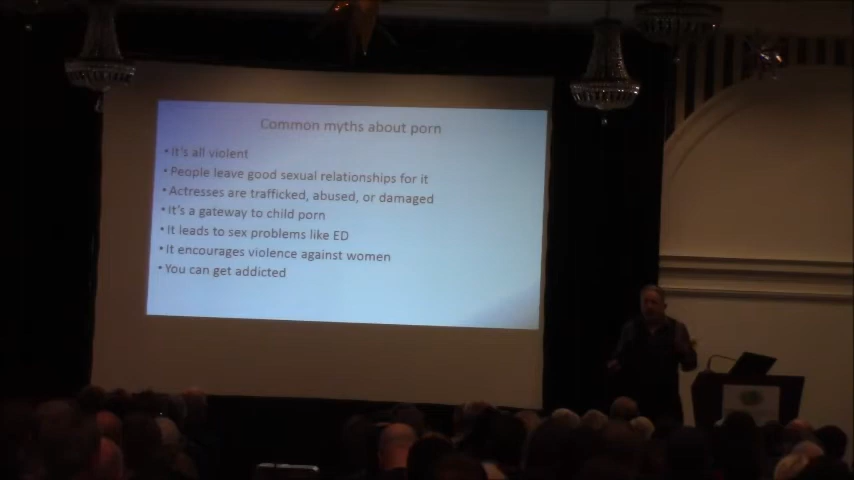 Common myths about porn
•It's all violent
•People leave good sexual relationships for it
•Actresses are trafficked, abused, or damaged
•It's a gateway to child porn
•It leads to sex problems like ED
•It encourages violence against women
•You can get addicted